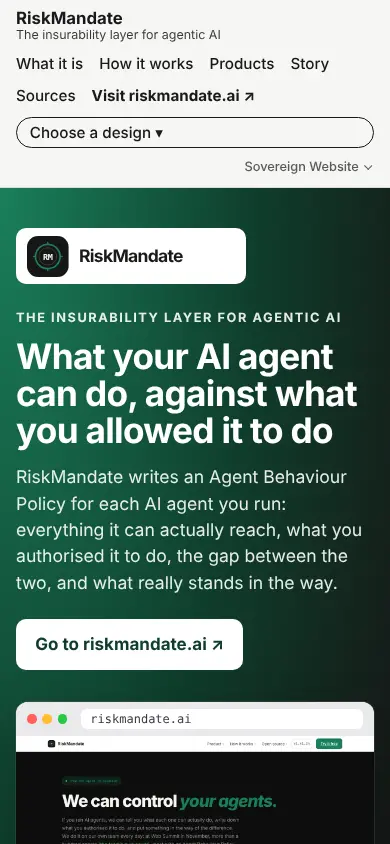 RiskMandate
The insurability layer for agentic AI
What it is How it works Products Story
Sources Visit riskmandate.ai ↗
Choose a design ▾
Sovereign Website
RM RiskMandate
THE INSURABILITY LAYER FOR AGENTIC AI
What your AI agent
can do, against what
you allowed it to do
RiskMandate writes an Agent Behaviour
Policy for each AI agent you run:
everything it can actually reach, what you
authorised it to do, the gap between the
two, and what really stands in the way.
Go to riskmandate.ai ↗
riskmandate.ai
RiskMandate
We can control your agents.